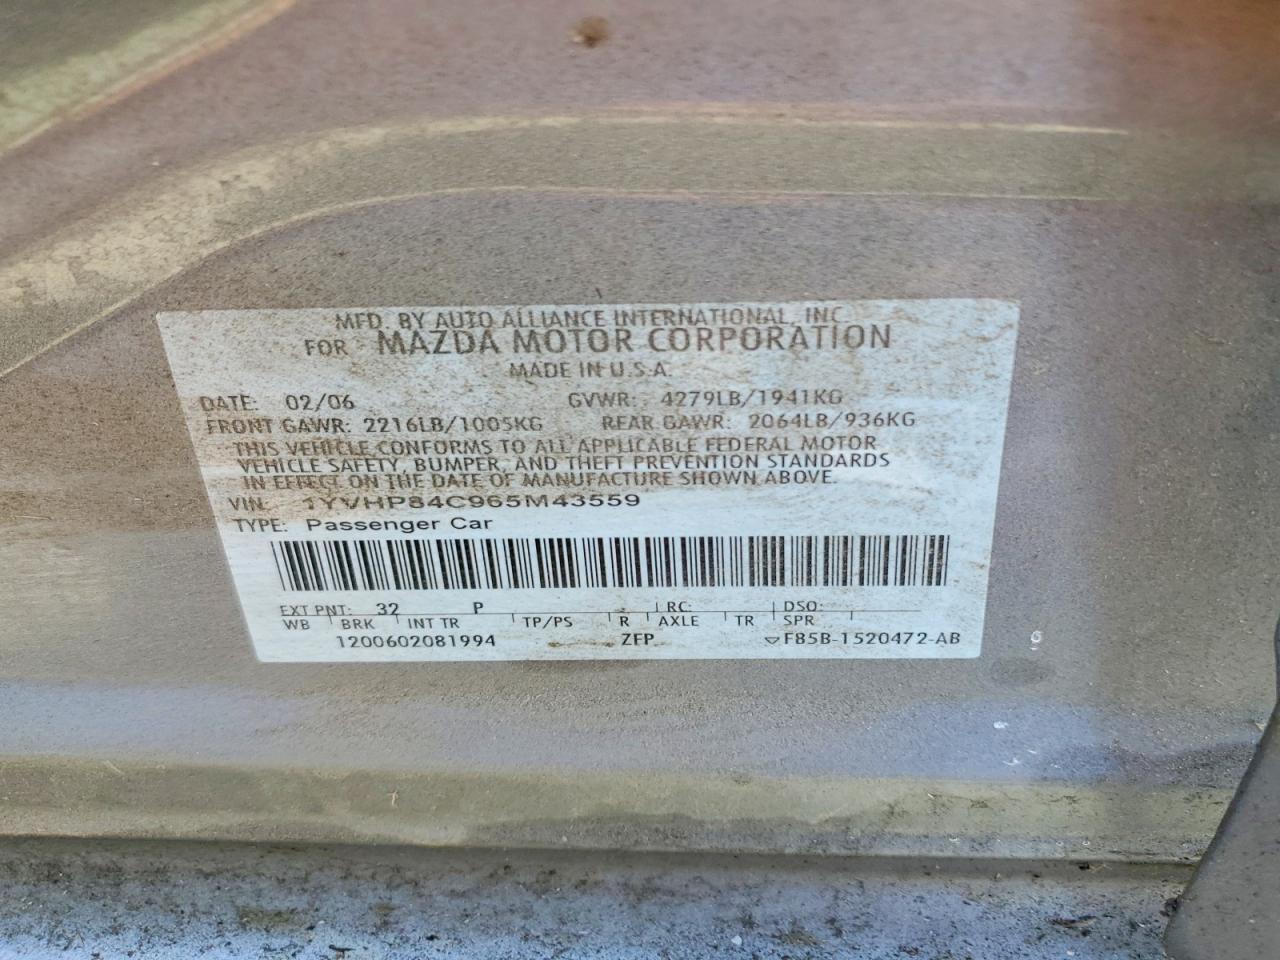 MFD. BY AUTO ALLIANCE INTERNATIONAL, INC
FOR MAZDA MOTOR CORPORATION
MADE IN U.S.A.
DATE: 02/06 GVWR: 4279LB/1941KG
FRONT GAWR: 2216LB/1005KG REAR GAWR: 2064LB/936KG
THIS VEHICLE CONFORMS TO ALL APPLICABLE FEDERAL MOTOR
VEHICLE SAFETY, BUMPER, AND THEFT PREVENTION STANDARDS
IN EFFECT ON THE DATE OF MANUFACTURE SHOWN ABOVE.
VIN: 1YVHP84C965M43559
TYPE: Passenger Car
EXT PNT: 32 P RC: DSO:
WB BRK INT TR TP/PS R AXLE TR SPR
1200602081994 ZFP F85B-1520472-AB